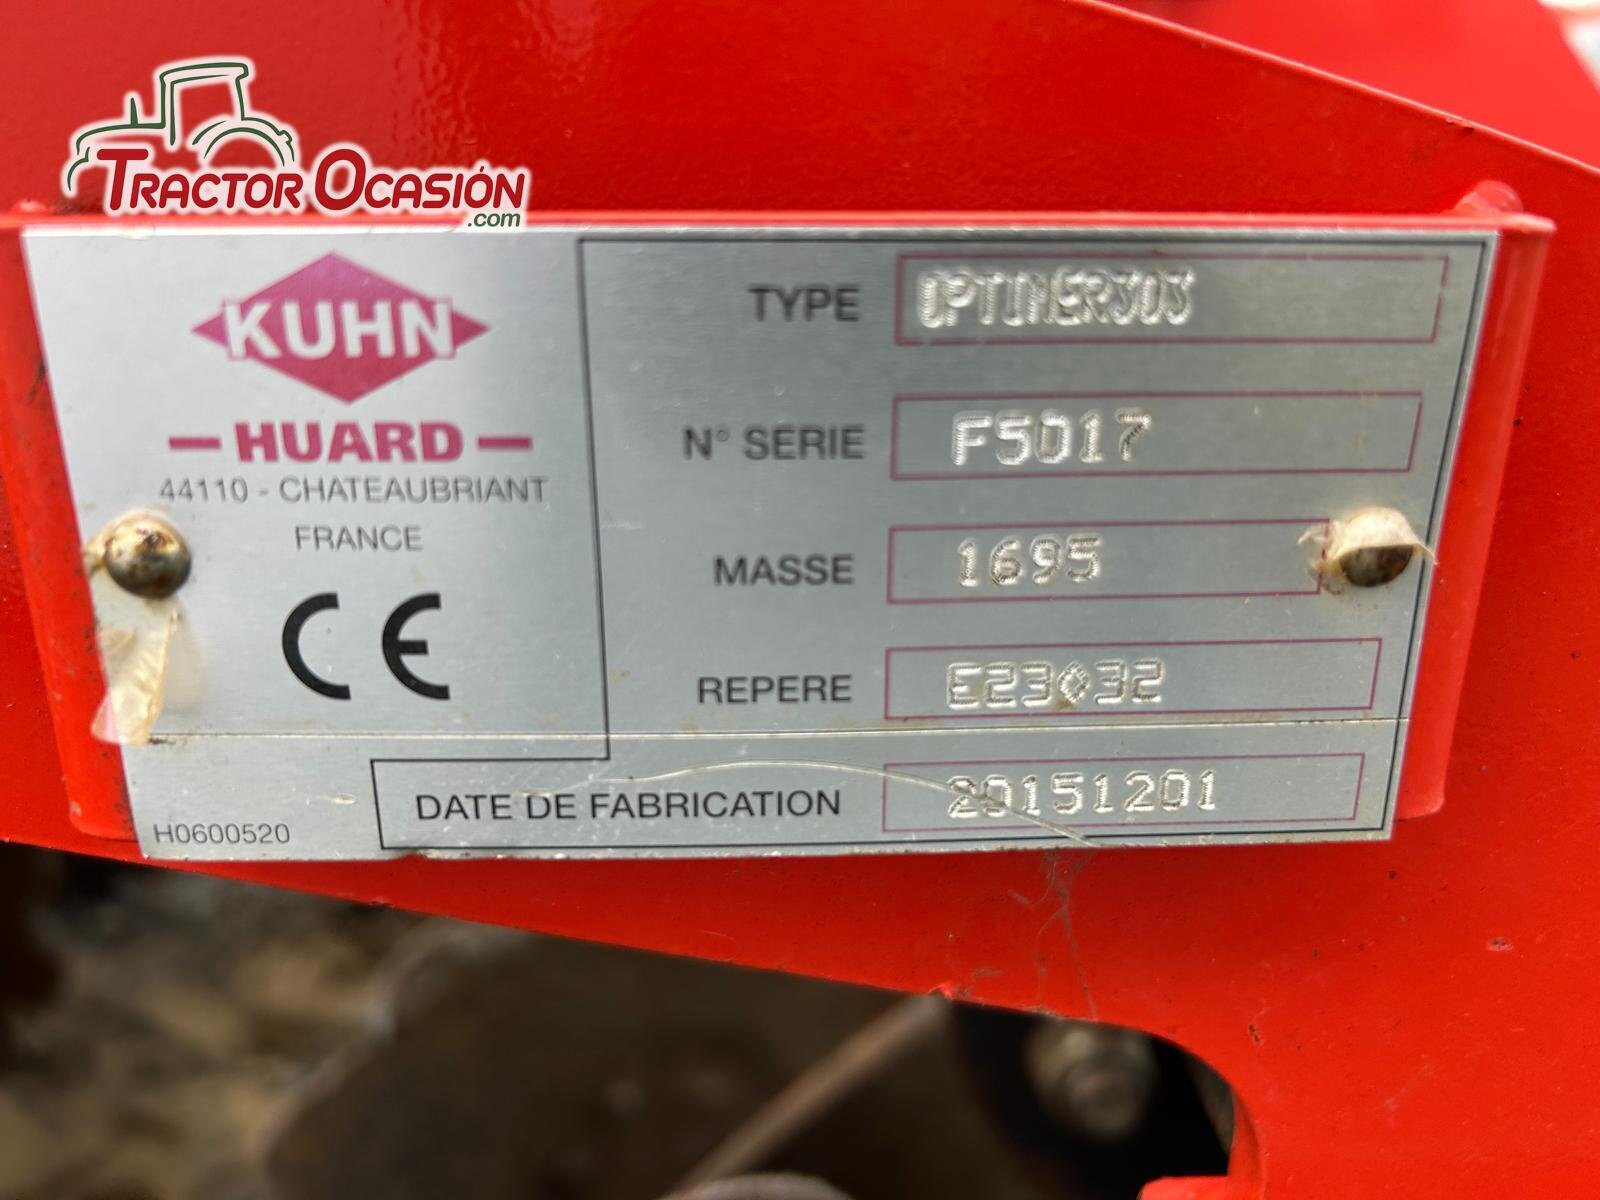 TRACTOR OCASIÓN
.com
KUHN
HUARD
44110 - CHATEAUBRIANT
FRANCE
CE
TYPE OPTIMER303
N° SERIE F5017
MASSE 1695
REPERE E23032
DATE DE FABRICATION 20151201
H0600520